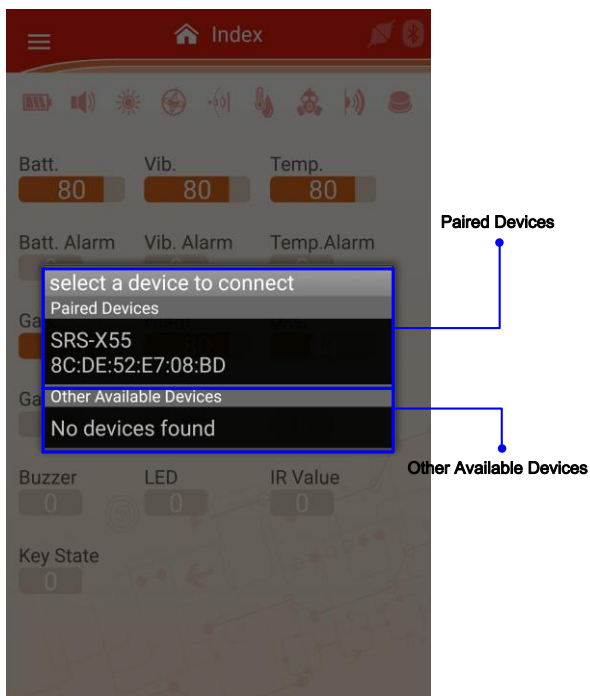 Index
Batt. Vib. Temp.
80 80 80
Batt. Alarm Vib. Alarm Temp.Alarm
Paired Devices
select a device to connect
Paired Devices
SRS-X55
8C:DE:52:E7:08:BD
Other Available Devices
No devices found
Other Available Devices
Buzzer LED IR Value
0 0 0
Key State
0